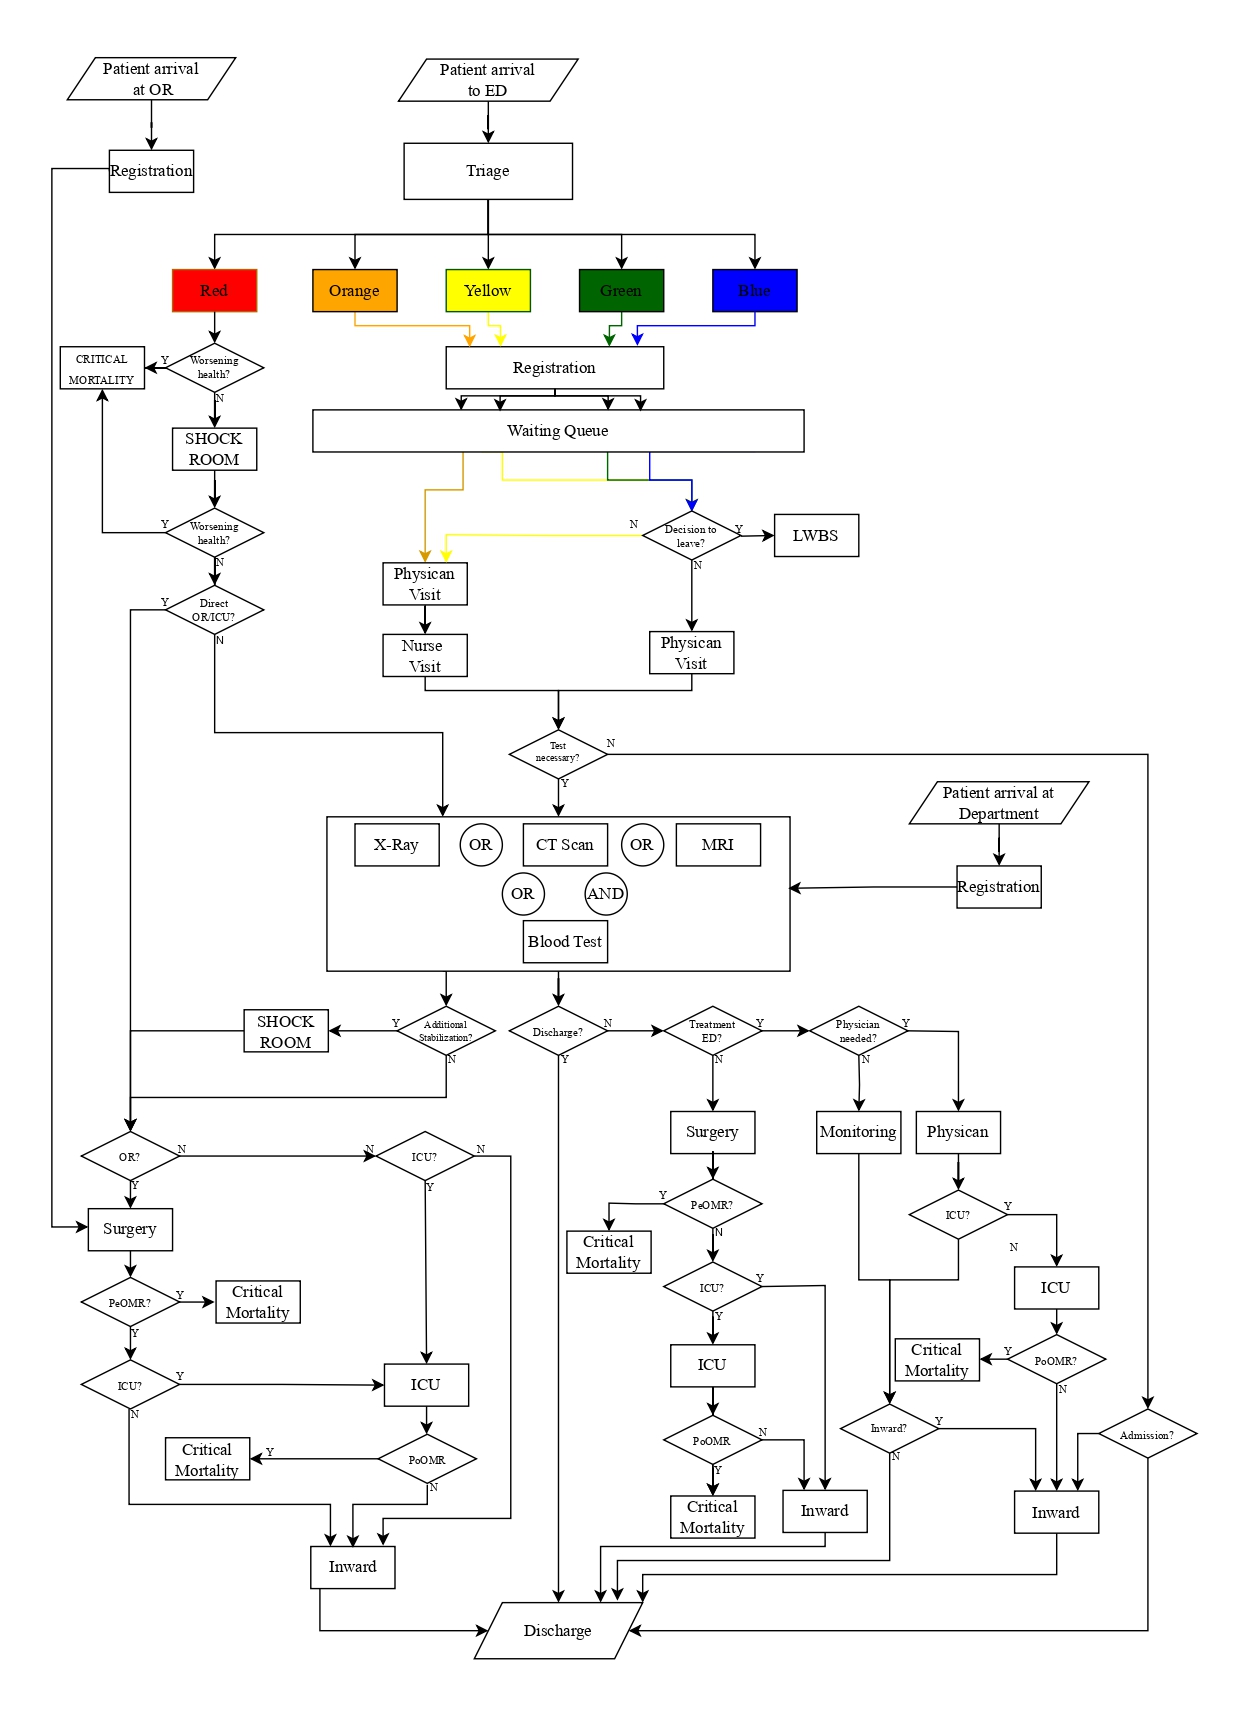 Patient arrival
at OR
Patient arrival
to ED
Registration
Triage
Red
Orange
Yellow
Green
Blue
CRITICAL
MORTALITY
Y
Worsening
health?
N
Registration
SHOCK
ROOM
Waiting Queue
Y
Worsening
health?
N
N
Decision to
leave?
Y
N
LWBS
Physican
Visit
Y
Direct
OR/ICU?
N
Nurse
Visit
Physican
Visit
Test
necessary?
N
Y
Patient arrival at
Department
X-Ray
OR
CT Scan
OR
MRI
OR
AND
Registration
Blood Test
SHOCK
ROOM
Y
Additional
Stabilization?
N
Discharge?
N
Y
Treatment
ED?
Y
N
Physician
needed?
Y
N
Surgery
Monitoring
Physican
OR?
N
Y
N
ICU?
N
Y
Surgery
Y
PeOMR?
N
ICU?
Y
N
Critical
Mortality
PeOMR?
Y
Y
Critical
Mortality
ICU?
Y
Y
ICU
ICU?
Y
N
ICU
ICU
Critical
Mortality
Y
PoOMR?
N
Critical
Mortality
Y
PoOMR
N
PoOMR
N
Y
Inward?
Y
N
Admission?
Critical
Mortality
Inward
Inward
Inward
Discharge